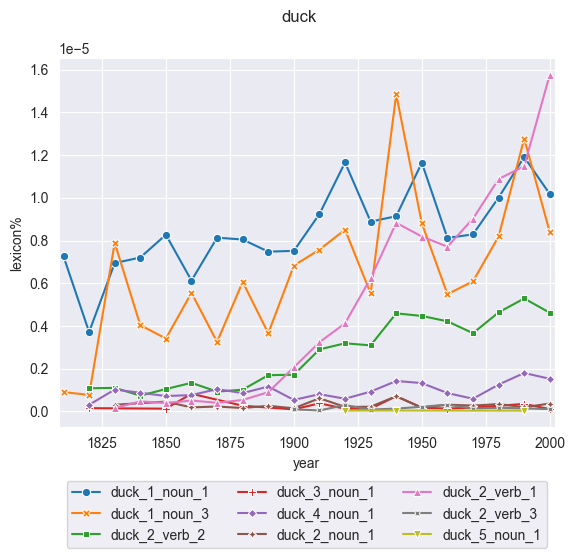 duck
1e−5
1.6
1.4
1.2
1.0
0.8
0.6
0.4
0.2
0.0
lexicon%
1825 1850 1875 1900 1925 1950 1975 2000
year
duck_1_noun_1 duck_3_noun_1 duck_2_verb_1
duck_1_noun_3 duck_4_noun_1 duck_2_verb_3
duck_2_verb_2 duck_2_noun_1 duck_5_noun_1